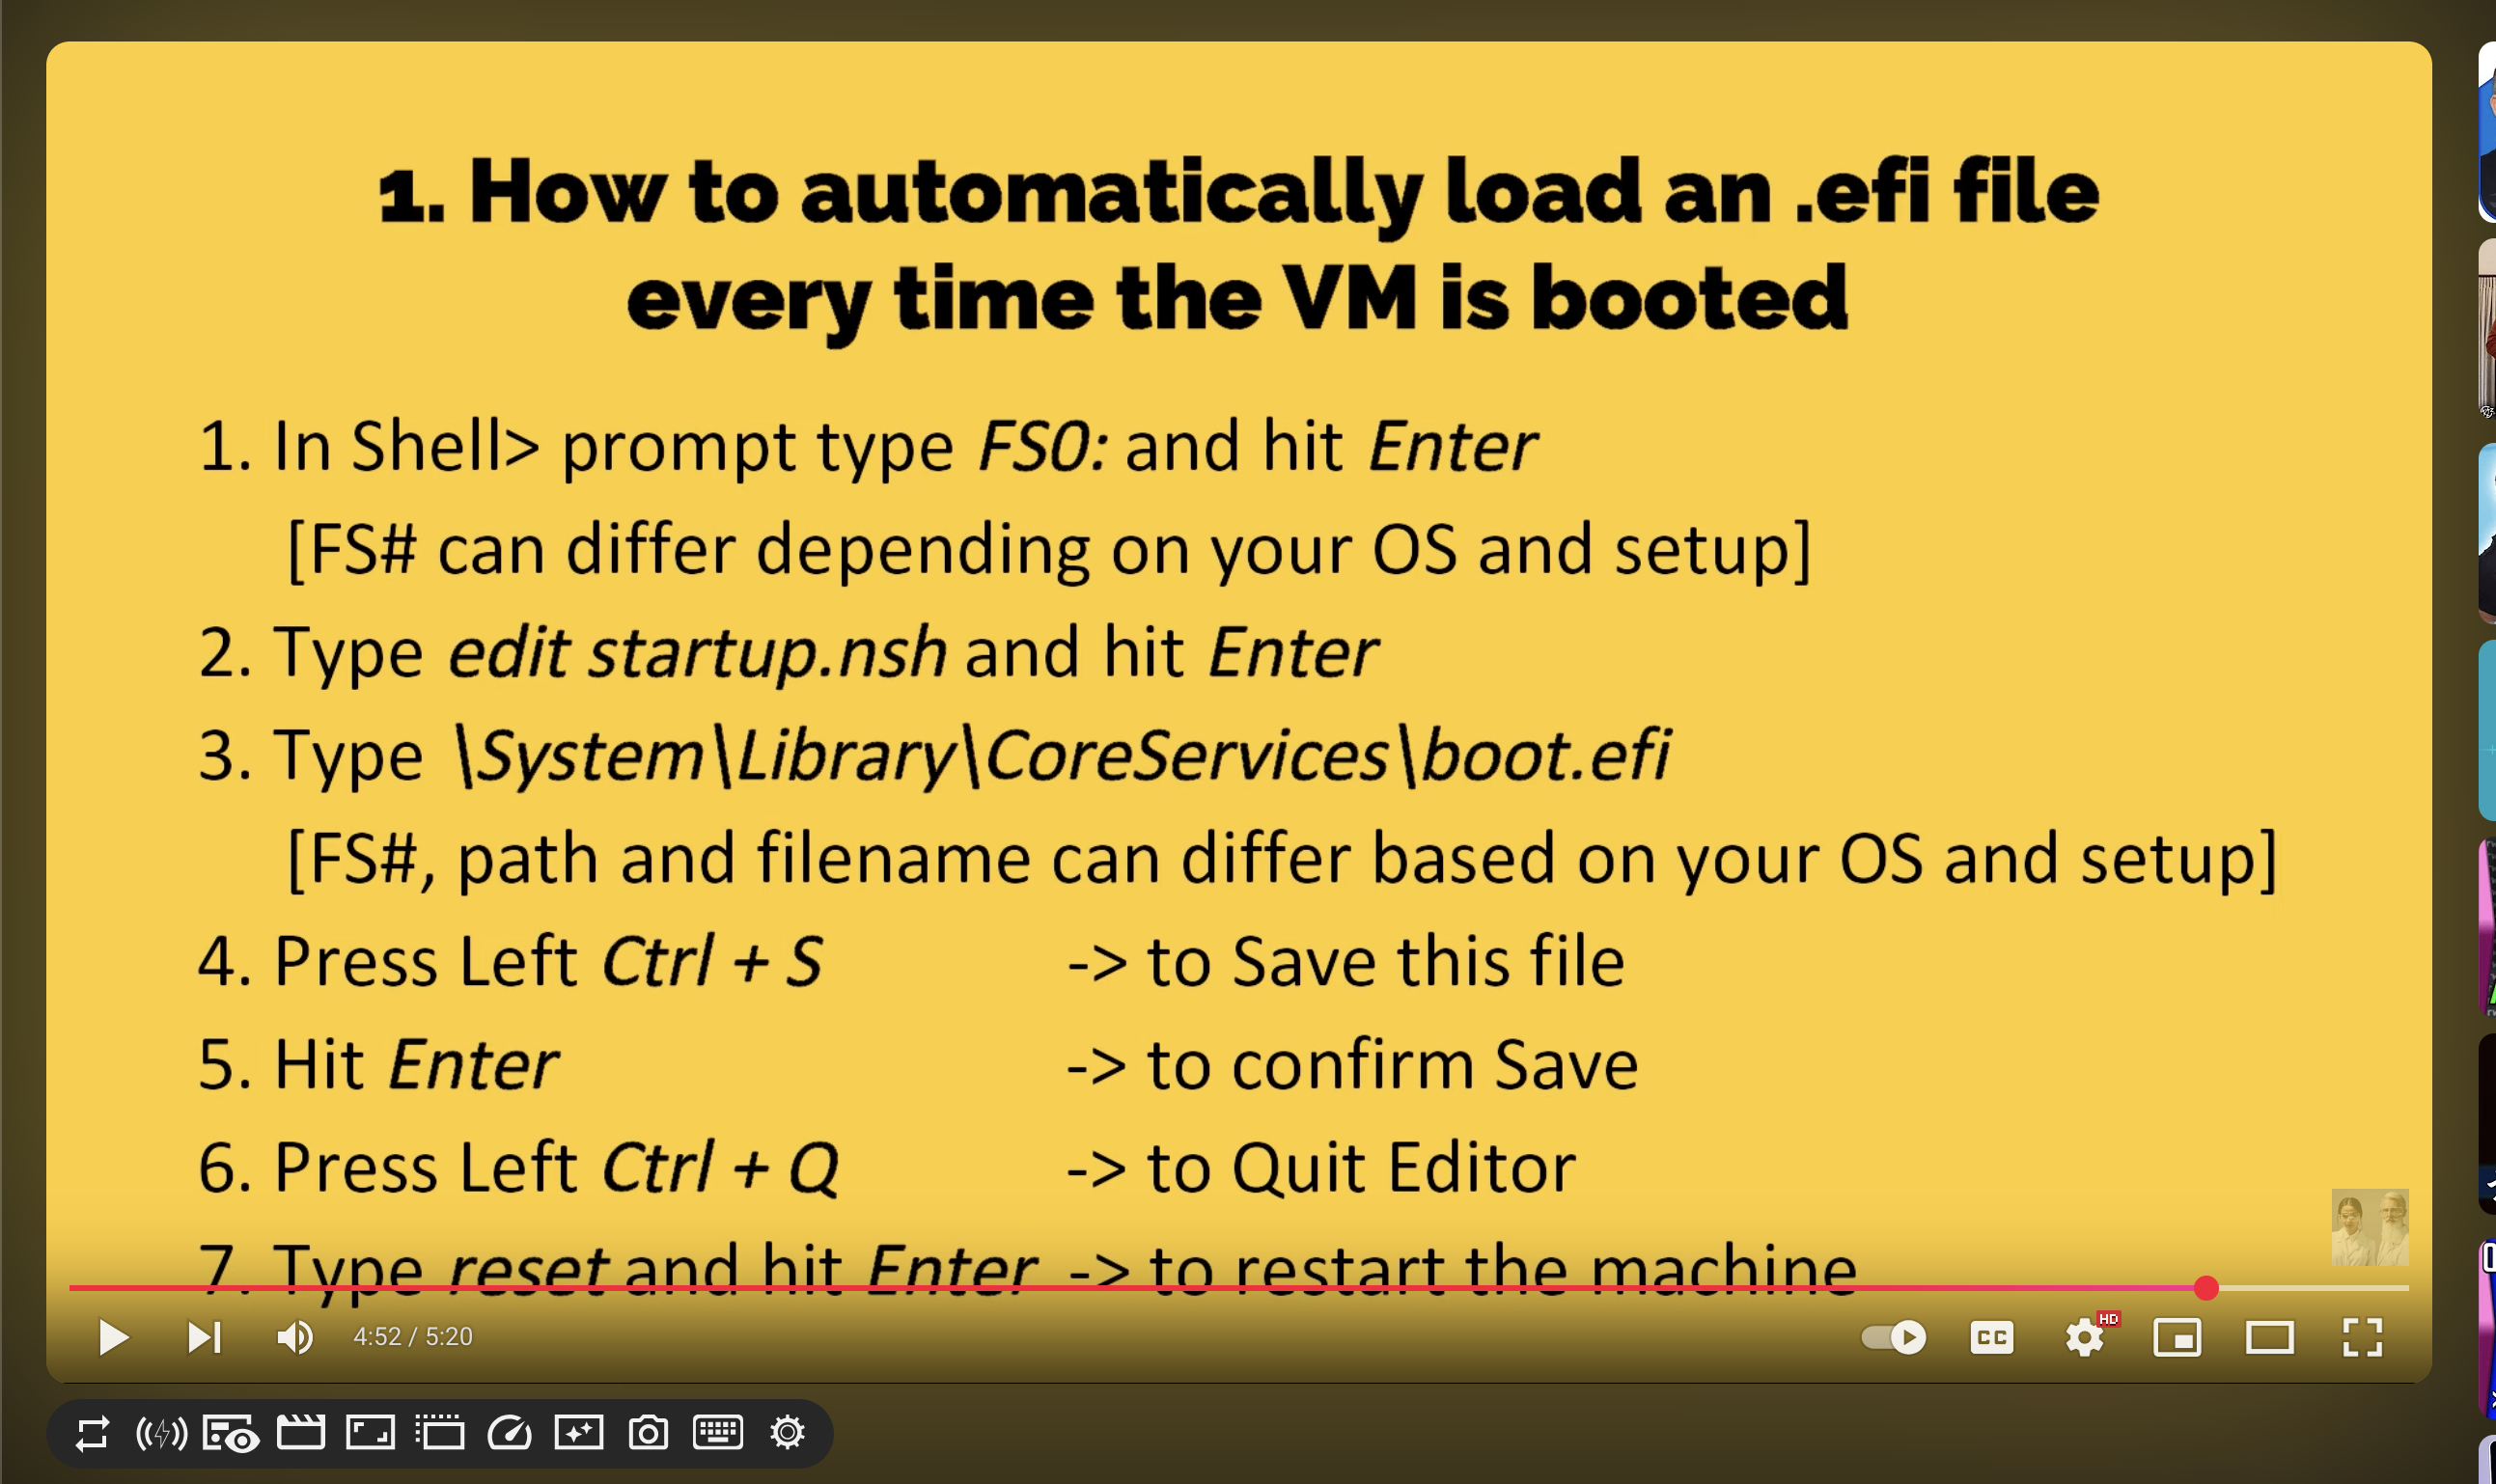 1. How to automatically load an .efi file
every time the VM is booted
1. In Shell> prompt type FS0: and hit Enter
[FS# can differ depending on your OS and setup]
2. Type edit startup.nsh and hit Enter
3. Type \System\Library\CoreServices\boot.efi
[FS#, path and filename can differ based on your OS and setup]
4. Press Left Ctrl + S -> to Save this file
5. Hit Enter -> to confirm Save
6. Press Left Ctrl + Q -> to Quit Editor
7. Type reset and hit Enter -> to restart the machine
4:52 / 5:20
CC
HD